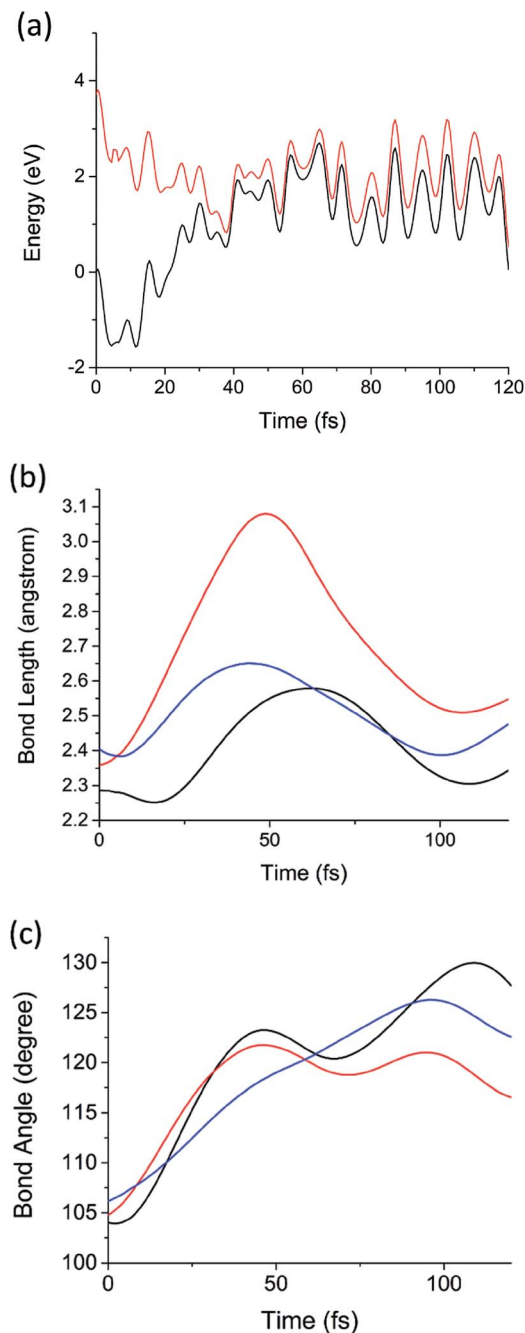 (a)
4
2
0
-2
Energy (eV)
0 20 40 60 80 100 120
Time (fs)
(b)
3.1
3.0
2.9
2.8
2.7
2.6
2.5
2.4
2.3
2.2
Bond Length (angstrom)
0 50 100
Time (fs)
(c)
130
125
120
115
110
105
100
Bond Angle (degree)
0 50 100
Time (fs)